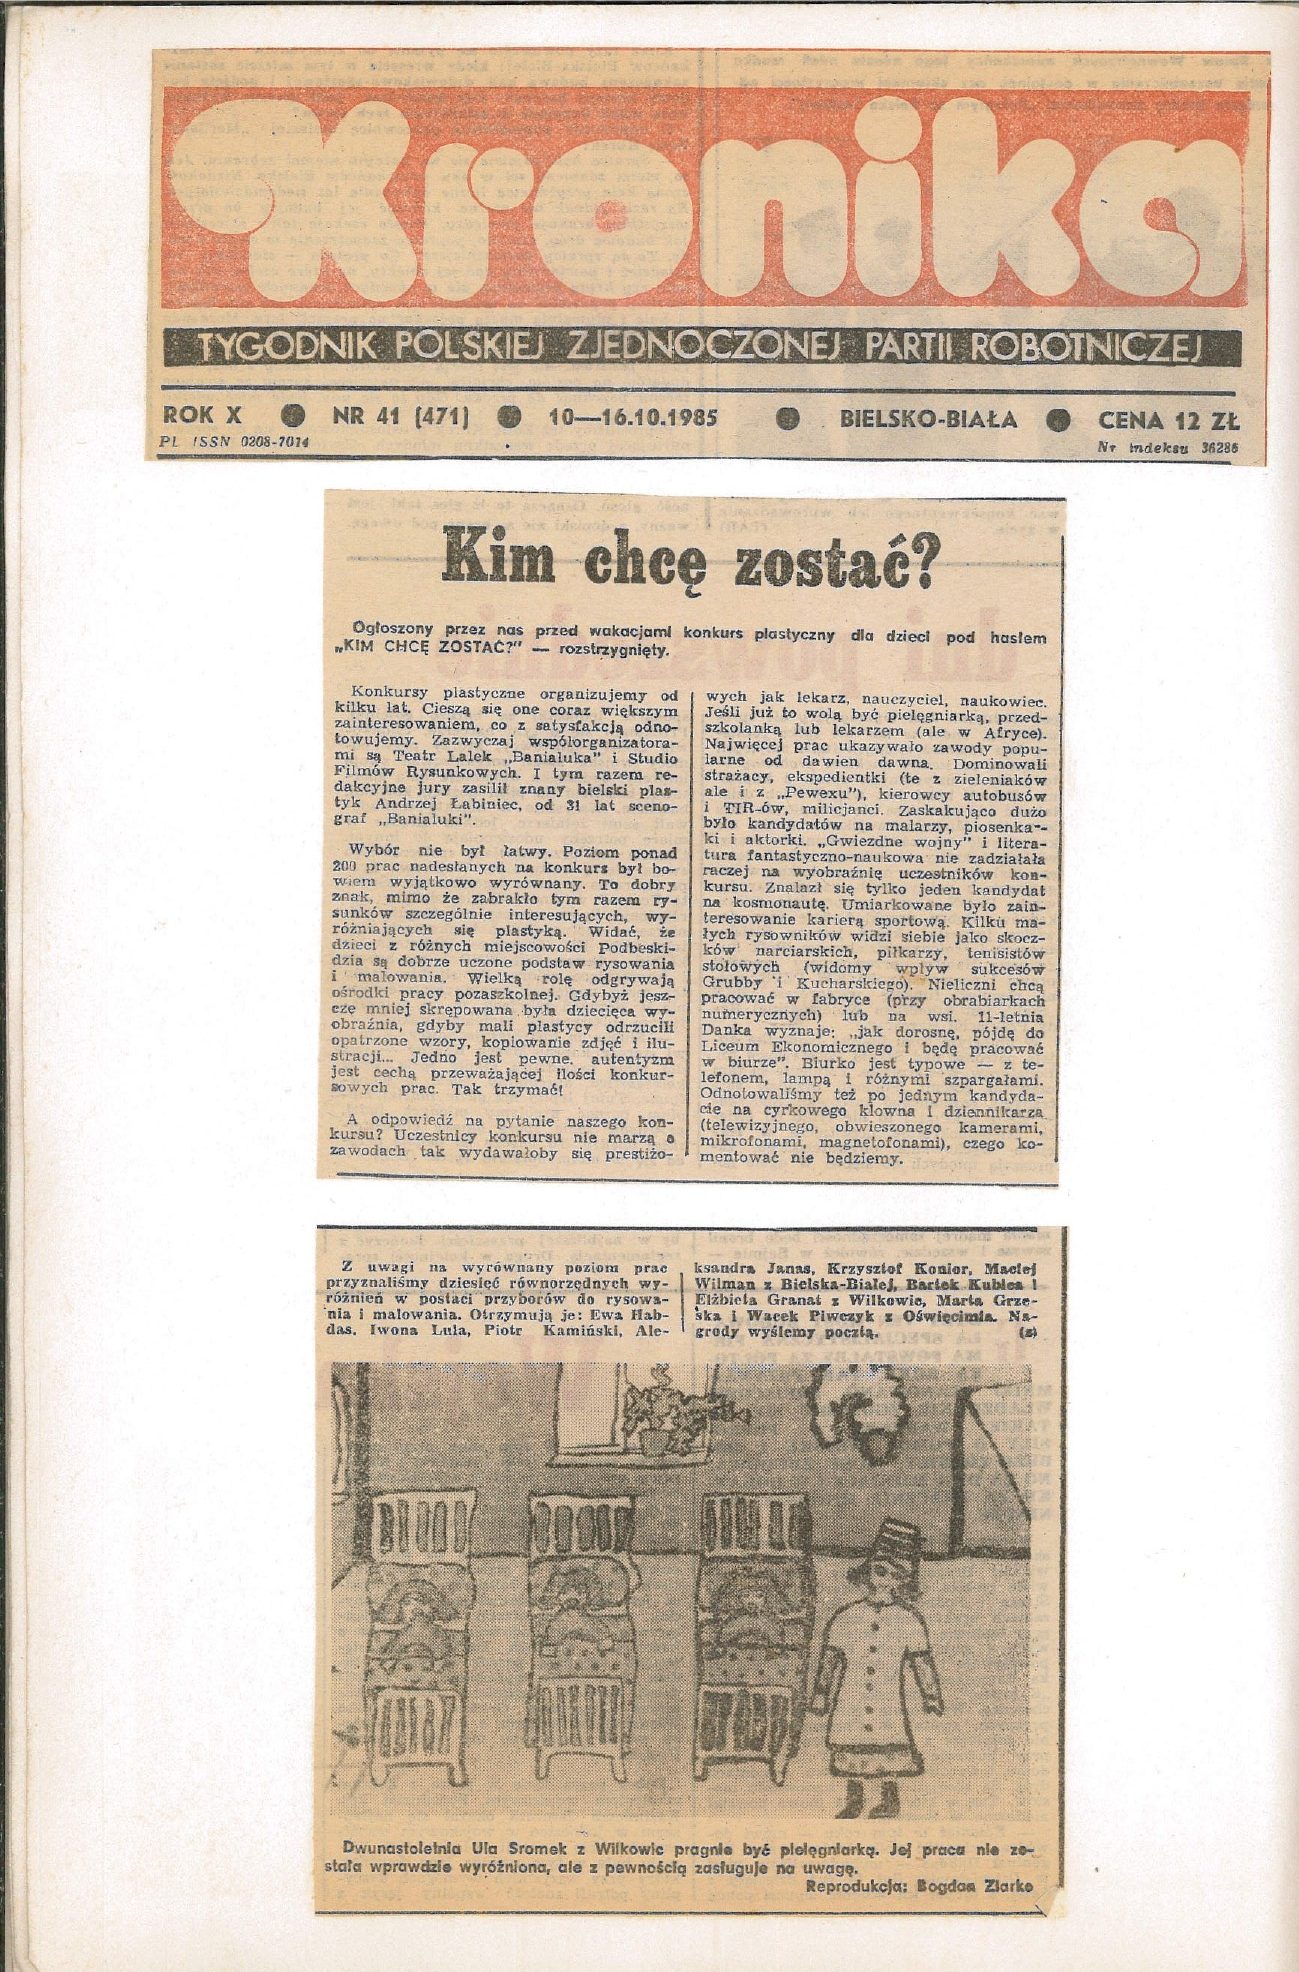 Kronika
TYGODNIK POLSKIEJ ZJEDNOCZONEJ PARTII ROBOTNICZEJ
ROK X ● NR 41 (471) ● 10—16.10.1985 ● BIELSKO-BIAŁA ● CENA 12 ZŁ
PL ISSN 0208-7014 Nr indeksu 36286
Kim chcę zostać?
Ogłoszony przez nas przed wakacjami konkurs plastyczny dla dzieci pod hasłem
„KIM CHCĘ ZOSTAĆ?" — rozstrzygnięty.
Konkursy plastyczne organizujemy od
kilku lat. Cieszą się one coraz większym
zainteresowaniem, co z satysfakcją odno-
towujemy. Zazwyczaj współorganizatora-
mi są Teatr Lalek „Banialuka" i Studio
Filmów Rysunkowych. I tym razem re-
dakcyjne jury zasilił znany bielski plas-
tyk Andrzej Łabiniec, od 31 lat sceno-
graf „Banialuki".
Wybór nie był łatwy. Poziom ponad
200 prac nadesłanych na konkurs był bo-
wiem wyjątkowo wyrównany. To dobry
znak, mimo że zabrakło tym razem ry-
sunków szczególnie interesujących, wy-
różniających się plastyką. Widać, że
dzieci z różnych miejscowości Podbeski-
dzia są dobrze uczone podstaw rysowania
i malowania. Wielką rolę odgrywają
ośrodki pracy pozaszkolnej. Gdybyż jesz-
cze mniej skrępowana była dziecięca wy-
obraźnia, gdyby mali plastycy odrzucili
opatrzone wzory, kopiowanie zdjęć i ilu-
stracji... Jedno jest pewne, autentyzm
jest cechą przeważającej ilości konkur-
sowych prac. Tak trzymać!
A odpowiedź na pytanie naszego kon-
kursu? Uczestnicy konkursu nie marzą o
zawodach tak wydawałoby się prestiżo-
wych jak lekarz, nauczyciel, naukowiec.
Jeśli już to wolą być pielęgniarką, przed-
szkolanką lub lekarzem (ale w Afryce).
Najwięcej prac ukazywało zawody popu-
larne od dawien dawna. Dominowali
strażacy, ekspedientki (te z zieleniaków
ale i z „Pewexu"), kierowcy autobusów
i TIR-ów, milicjanci. Zaskakująco dużo
było kandydatów na malarzy, piosenka-
ki i aktorki. „Gwiezdne wojny" i litera-
tura fantastyczno-naukowa nie zadziałała
raczej na wyobraźnię uczestników kon-
kursu. Znalazł się tylko jeden kandydat
na kosmonautę. Umiarkowane było zain-
teresowanie karierą sportową. Kilku ma-
łych rysowników widzi siebie jako skocz-
ków narciarskich, piłkarzy, tenisistów
stołowych (widomy wpływ sukcesów
Grubby i Kucharskiego). Nieliczni chcą
pracować w fabryce (przy obrabiarkach
numerycznych) lub na wsi. 11-letnia
Danka wyznaje: „jak dorosnę, pójdę do
Liceum Ekonomicznego i będę pracować
w biurze". Biurko jest typowe — z te-
lefonem, lampą i różnymi szpargałami.
Odnotowaliśmy też po jednym kandyda-
cie na cyrkowego klowna i dziennikarza
(telewizyjnego, obwieszonego kamerami,
mikrofonami, magnetofonami), czego ko-
mentować nie będziemy.
Z uwagi na wyrównany poziom prac
przyznaliśmy dziesięć równorzędnych wy-
różnień w postaci przyborów do rysowa-
nia i malowania. Otrzymują je: Ewa Hab-
das, Iwona Lula, Piotr Kamiński, Ale-
ksandra Janas, Krzysztof Konior, Maciej
Wilman z Bielska-Białej, Bartek Kubica i
Elżbieta Granat z Wilkowic, Marta Grzę-
ska i Wacek Piwczyk z Oświęcimia. Na-
grody wyślemy pocztą. (z)
Dwunastoletnia Ula Sromek z Wilkowic pragnie być pielęgniarką. Jej praca nie zo-
stała wprawdzie wyróżniona, ale z pewnością zasługuje na uwagę.
Reprodukcja: Bogdan Ziarko